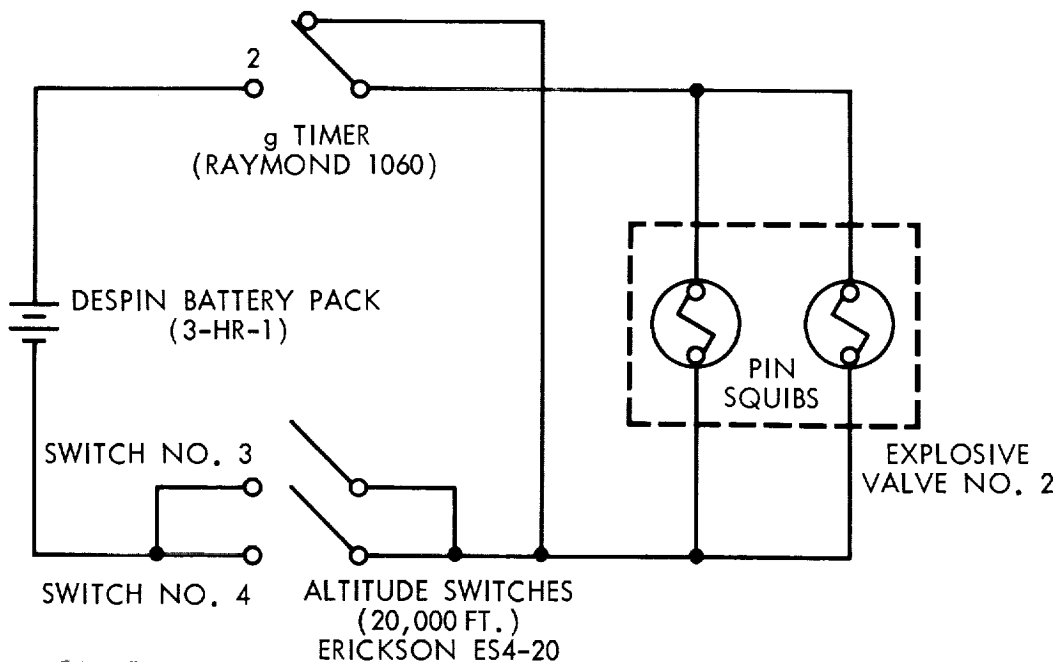 2
g TIMER
(RAYMOND 1060)
DESPIN BATTERY PACK
(3-HR-1)
PIN
SQUIBS
SWITCH NO. 3
EXPLOSIVE
VALVE NO. 2
SWITCH NO. 4
ALTITUDE SWITCHES
(20,000 FT.)
ERICKSON ES4-20